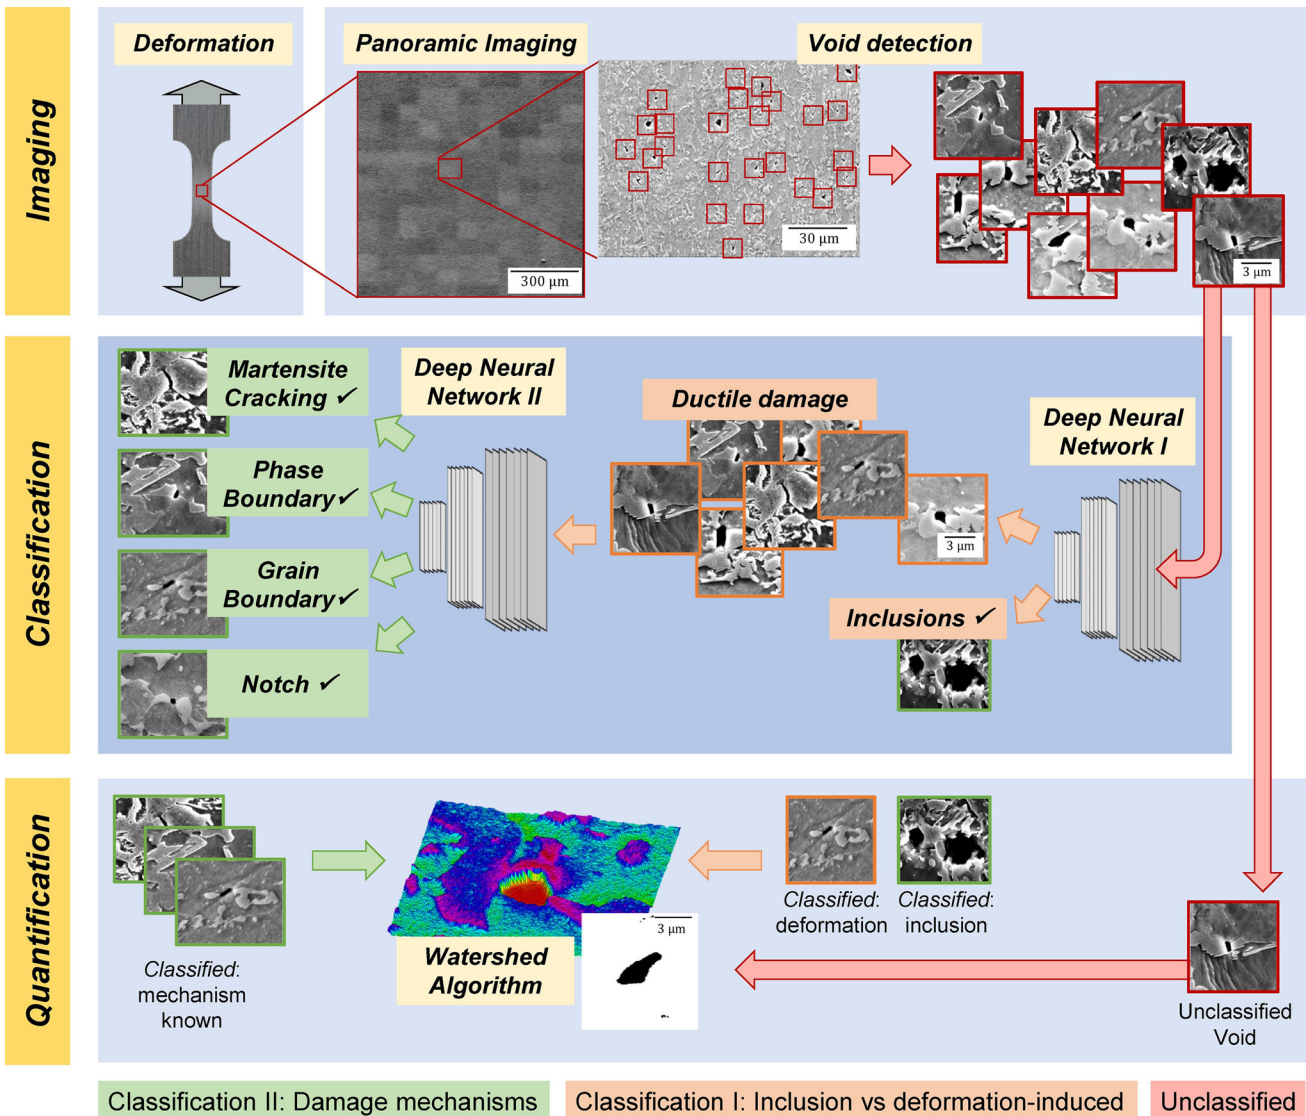 Imaging
Deformation
Panoramic Imaging
Void detection
300 µm
30 µm
3 µm
Classification
Martensite
Cracking ✓
Phase
Boundary ✓
Grain
Boundary ✓
Notch ✓
Deep Neural
Network II
Ductile damage
3 µm
Inclusions ✓
Deep Neural
Network I
Quantification
Classified:
mechanism
known
Watershed
Algorithm
3 µm
Classified:
deformation
Classified:
inclusion
Unclassified
Void
Classification II: Damage mechanisms
Classification I: Inclusion vs deformation-induced
Unclassified